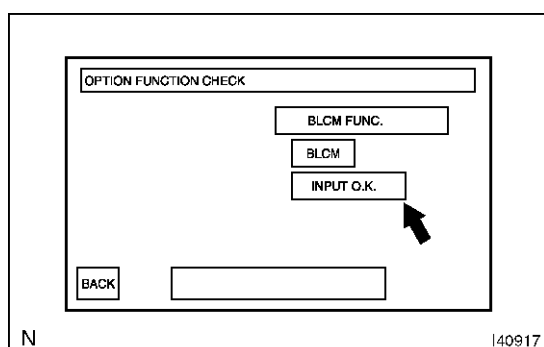 OPTION FUNCTION CHECK
BLCM FUNC.
BLCM
INPUT O.K.
BACK
N
I40917